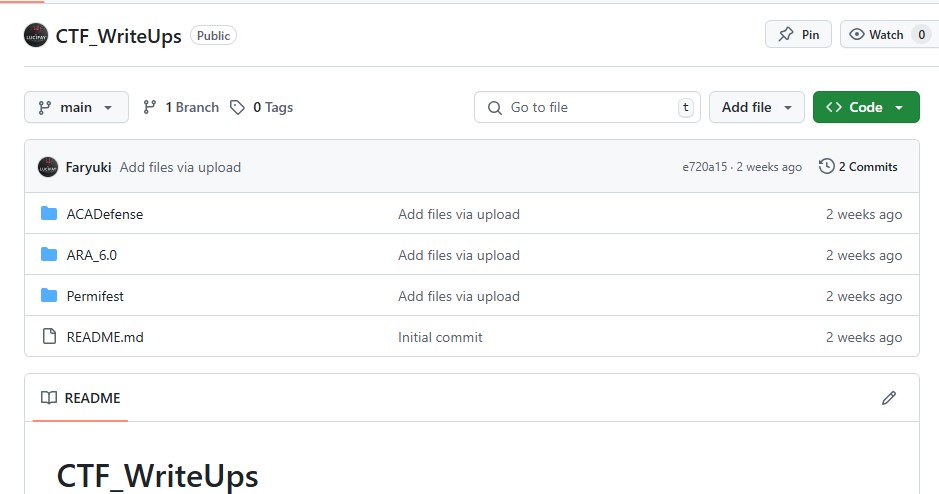 CTF_WriteUps Public Pin Watch 0
main 1 Branch 0 Tags Go to file t Add file Code
Faryuki Add files via upload e720a15 · 2 weeks ago 2 Commits
ACADefense Add files via upload 2 weeks ago
ARA_6.0 Add files via upload 2 weeks ago
Permifest Add files via upload 2 weeks ago
README.md Initial commit 2 weeks ago
README
CTF_WriteUps